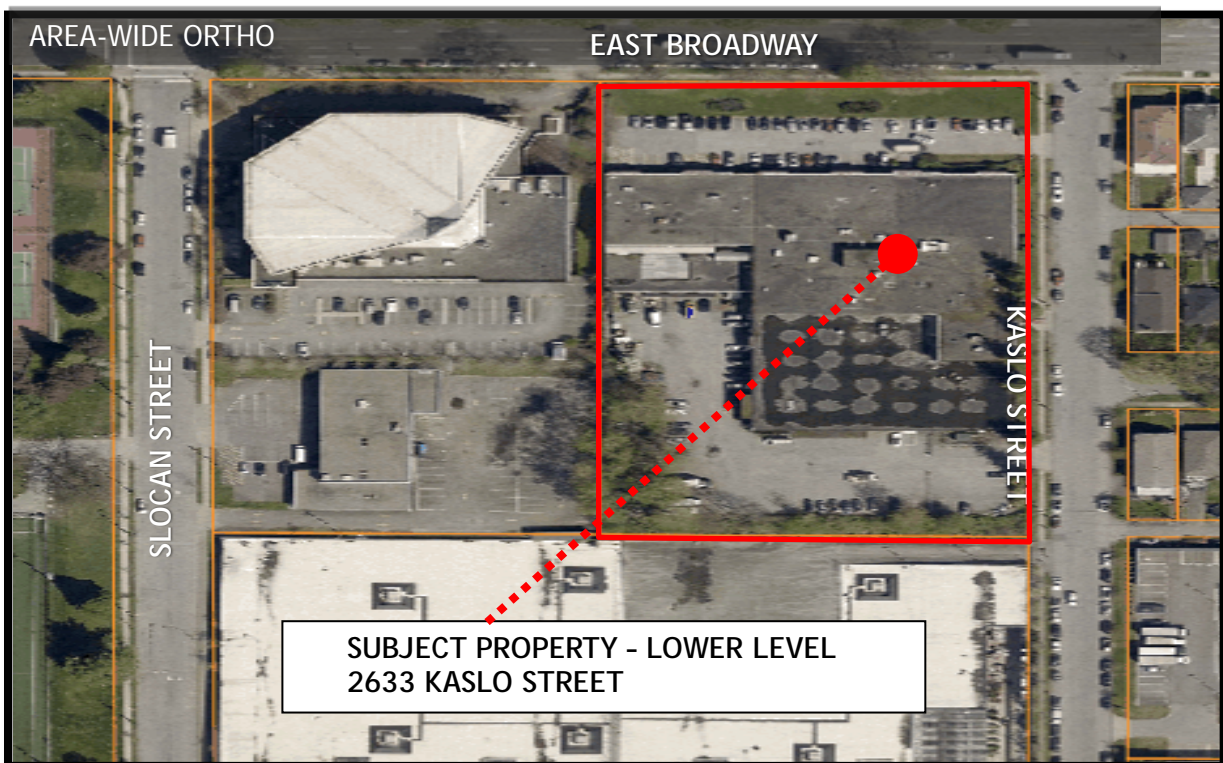 AREA-WIDE ORTHO
EAST BROADWAY
SLOCAN STREET
KASLO STREET
SUBJECT PROPERTY - LOWER LEVEL
2633 KASLO STREET